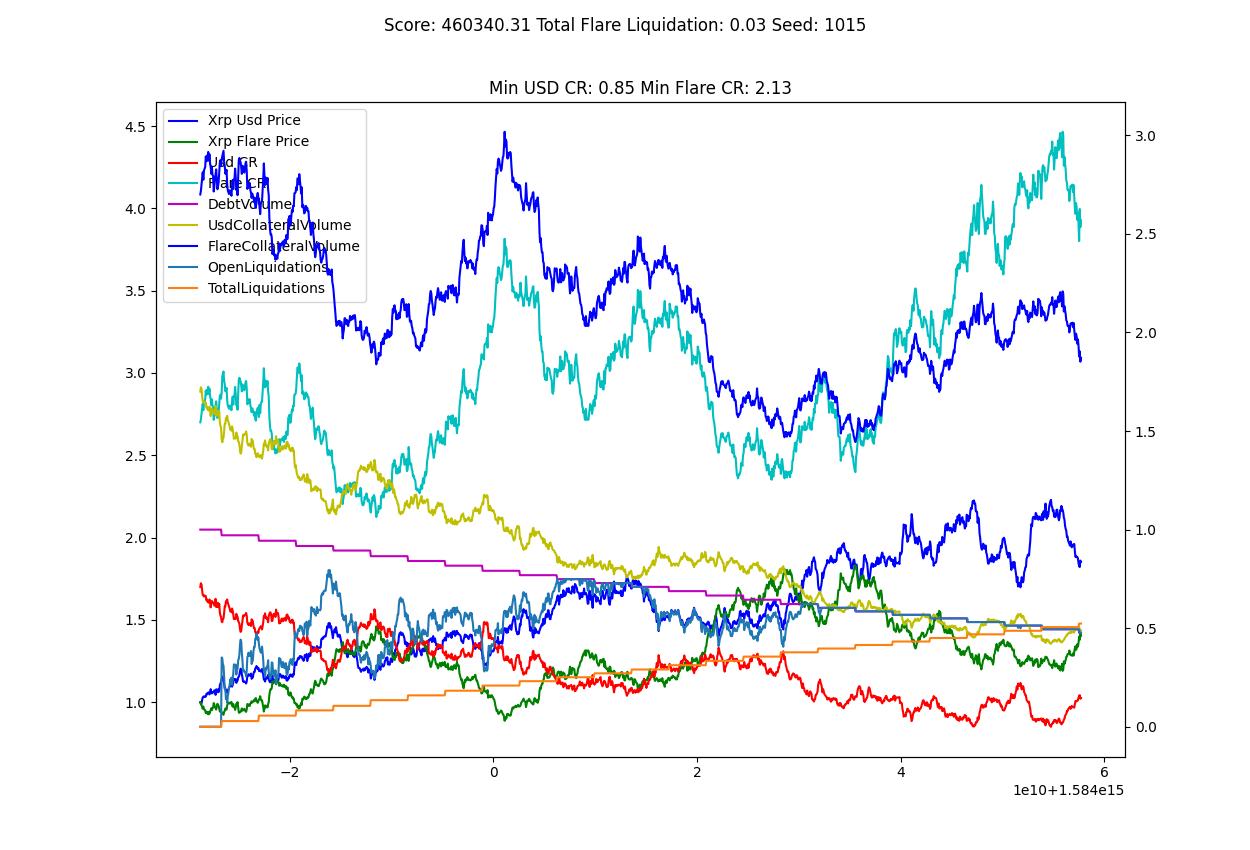 Score: 460340.31 Total Flare Liquidation: 0.03 Seed: 1015
Min USD CR: 0.85 Min Flare CR: 2.13
Xrp Usd Price
Xrp Flare Price
Usd CR
Flare CR
DebtVolume
UsdCollateralVolume
FlareCollateralVolume
OpenLiquidations
TotalLiquidations
4.5
4.0
3.5
3.0
2.5
2.0
1.5
1.0
3.0
2.5
2.0
1.5
1.0
0.5
0.0
−2
0
2
4
6
1e10+1.584e15